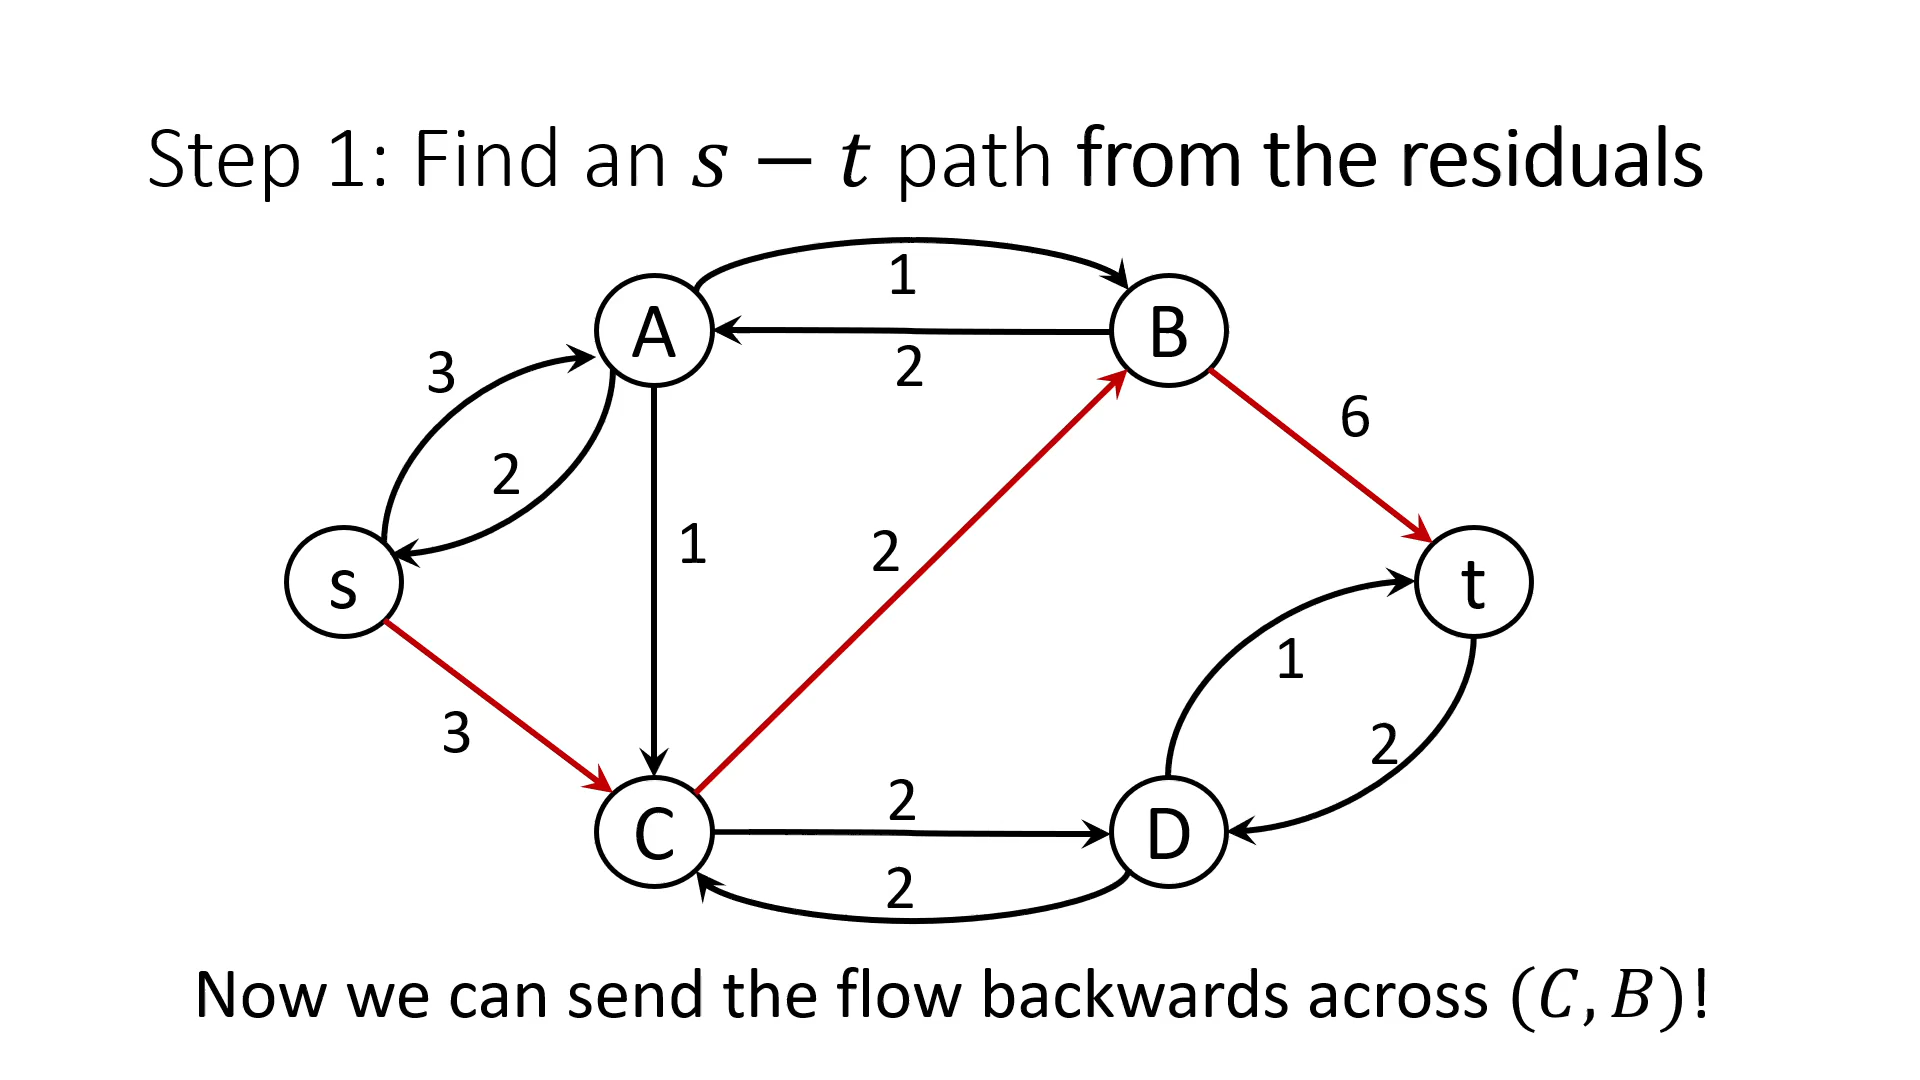 Step 1: Find an s − t path from the residuals
1
A
B
3
2
6
2
1
2
s
t
1
3
2
2
C
D
2
Now we can send the flow backwards across (C, B)!